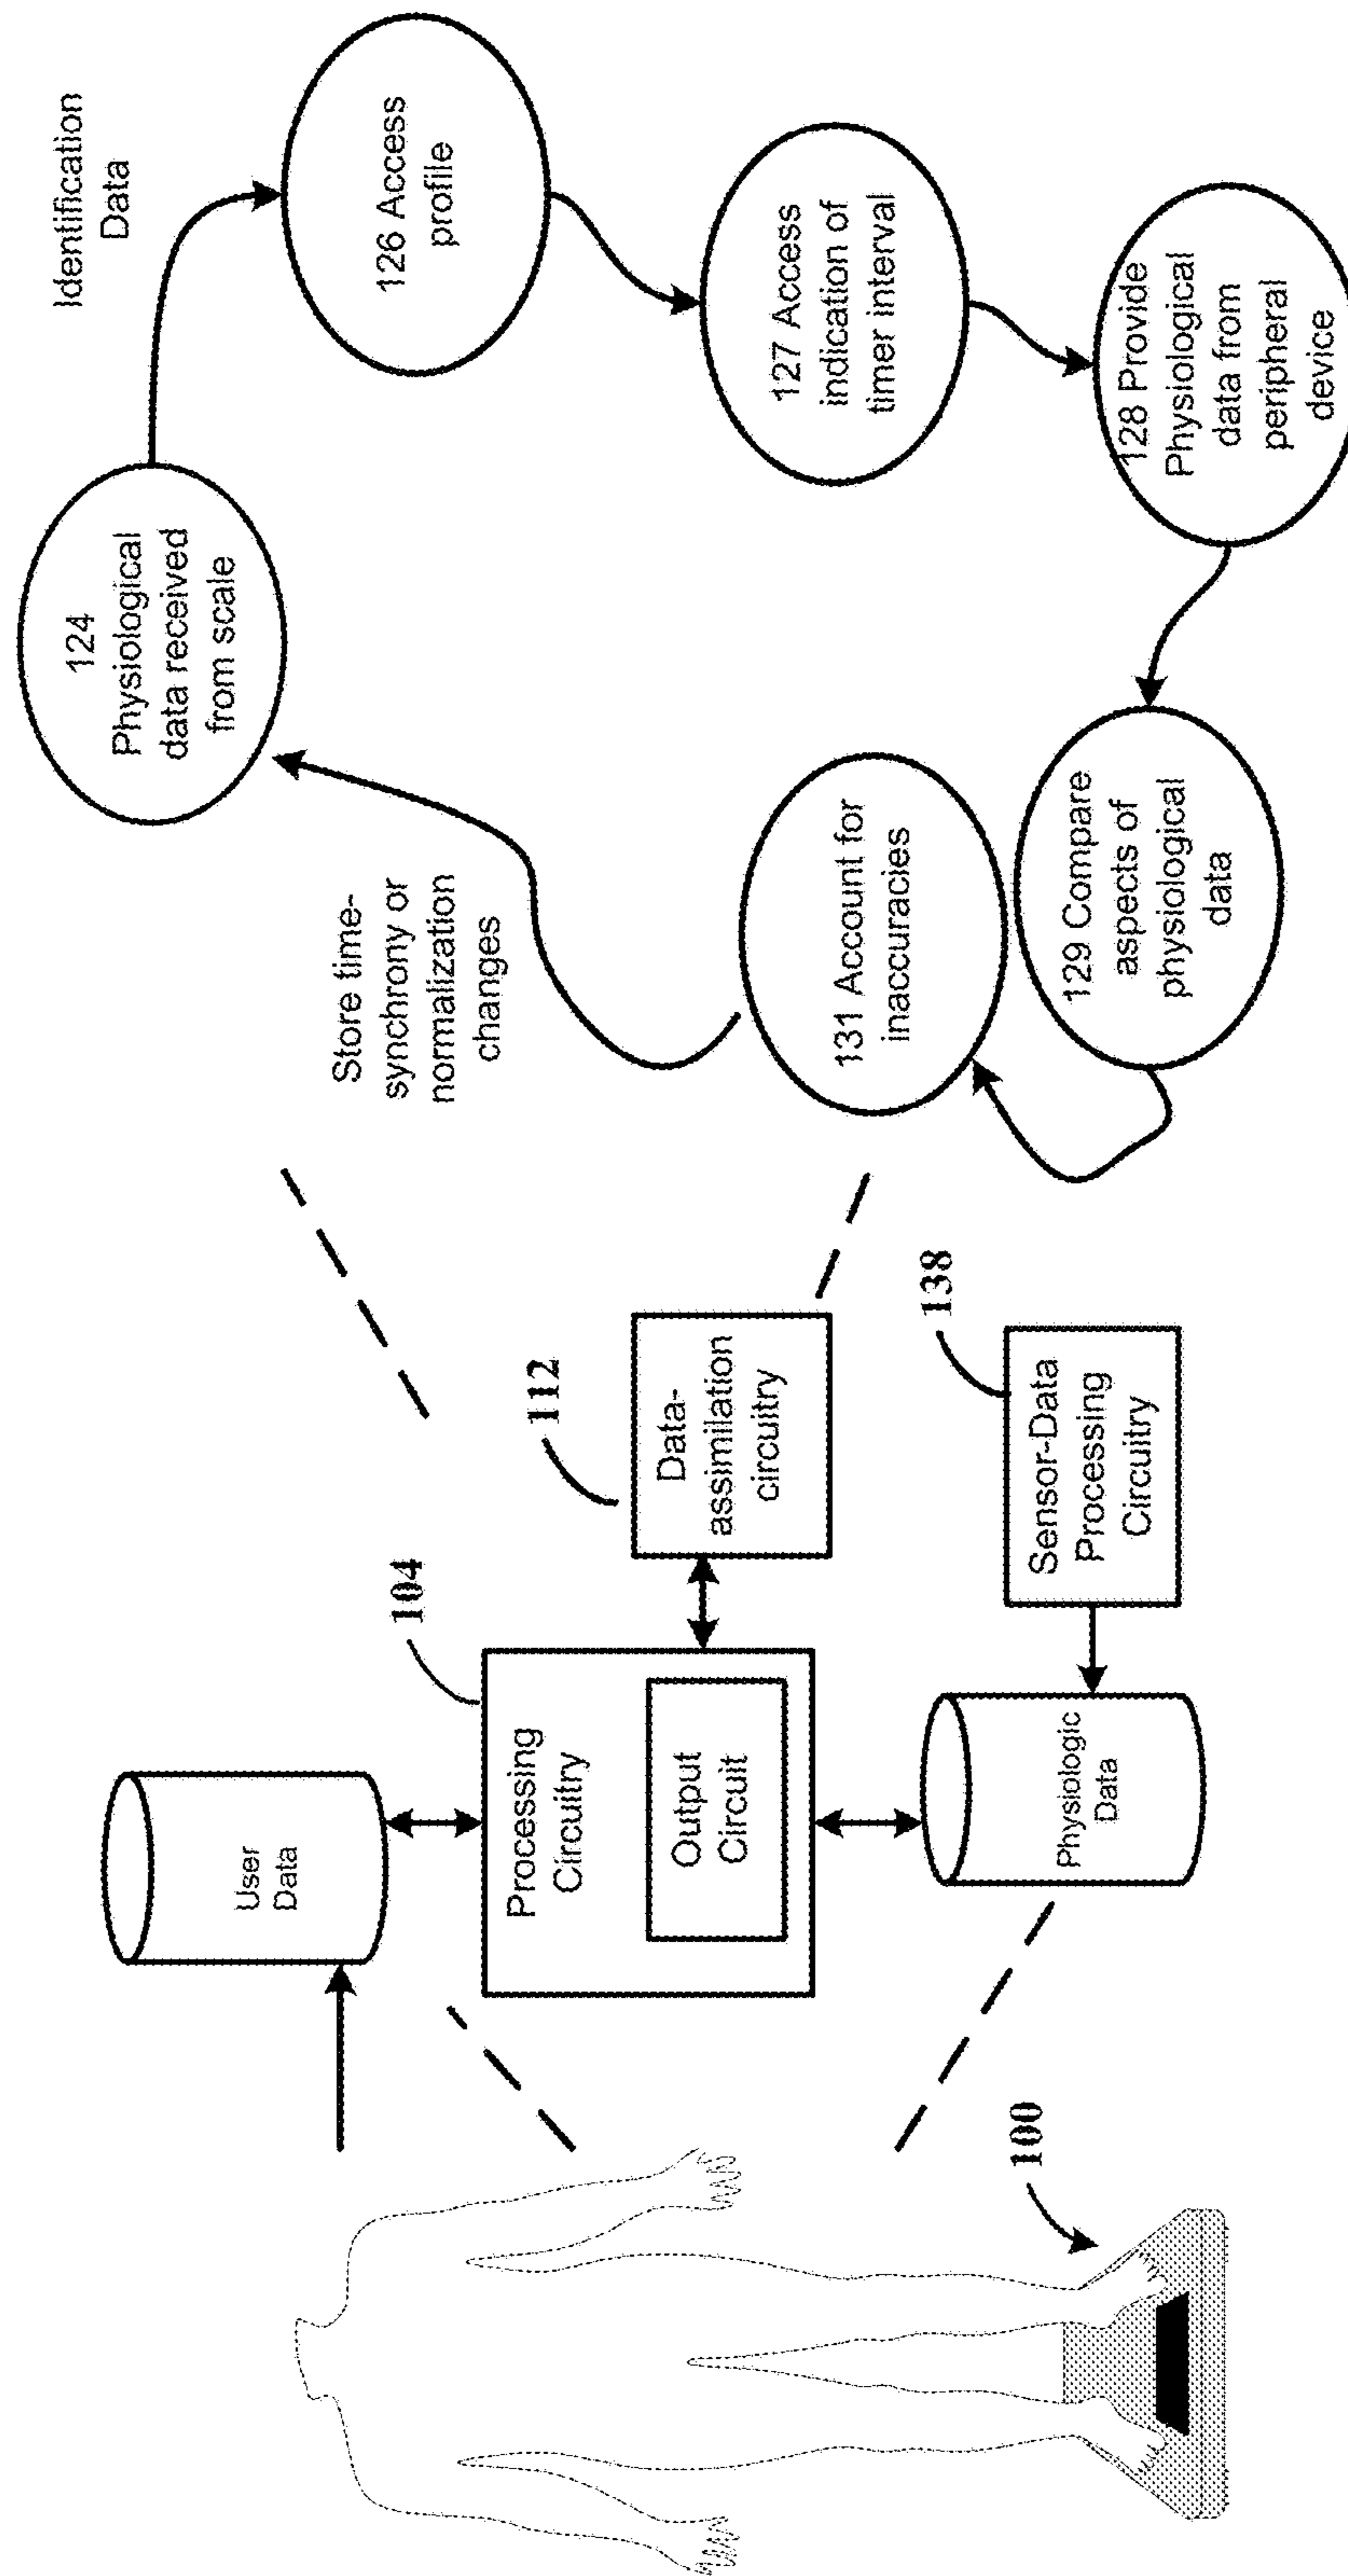 100
User
Data
104
Processing
Circuitry
Output
Circuit
Physiologic
Data
112
Data-
assimilation
circuitry
138
Sensor-Data
Processing
Circuitry
124
Physiological
data received
from scale
Identification
Data
126 Access
profile
127 Access
indication of
timer interval
128 Provide
Physiological
data from
peripheral
device
129 Compare
aspects of
physiological
data
131 Account for
inaccuracies
Store time-
synchrony or
normalization
changes